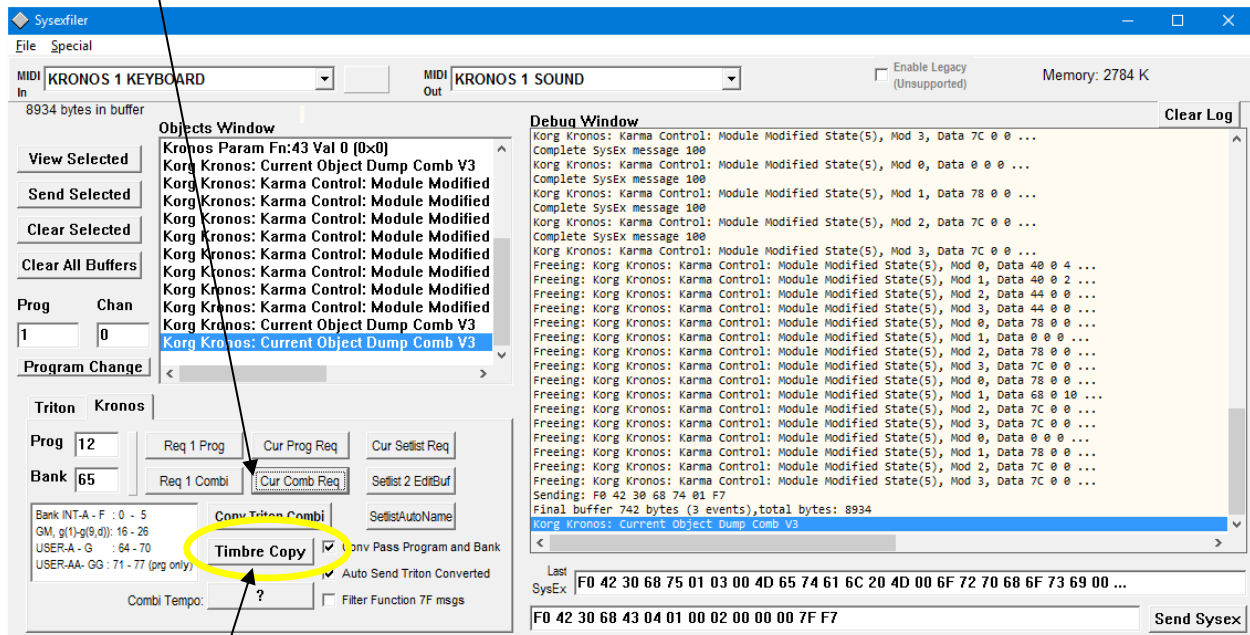 Sysexfiler
File Special
MIDI In KRONOS 1 KEYBOARD MIDI Out KRONOS 1 SOUND Enable Legacy (Unsupported) Memory: 2784 K
8934 bytes in buffer
Objects Window
Kronos Param Fn:43 Val 0 (0x0)
Korg Kronos: Current Object Dump Comb V3
Korg Kronos: Karma Control: Module Modified
Korg Kronos: Karma Control: Module Modified
Korg Kronos: Karma Control: Module Modified
Korg Kronos: Karma Control: Module Modified
Korg Kronos: Karma Control: Module Modified
Korg Kronos: Karma Control: Module Modified
Korg Kronos: Karma Control: Module Modified
Korg Kronos: Karma Control: Module Modified
Korg Kronos: Current Object Dump Comb V3
Korg Kronos: Current Object Dump Comb V3
View Selected
Send Selected
Clear Selected
Clear All Buffers
Prog Chan
1 0
Program Change
Debug Window
Clear Log
Korg Kronos: Karma Control: Module Modified State(5), Mod 3, Data 7C 0 0 ...
Complete SysEx message 100
Korg Kronos: Karma Control: Module Modified State(5), Mod 0, Data 0 0 0 ...
Complete SysEx message 100
Korg Kronos: Karma Control: Module Modified State(5), Mod 1, Data 78 0 0 ...
Complete SysEx message 100
Korg Kronos: Karma Control: Module Modified State(5), Mod 2, Data 7C 0 0 ...
Complete SysEx message 100
Korg Kronos: Karma Control: Module Modified State(5), Mod 3, Data 7C 0 0 ...
Freeing: Korg Kronos: Karma Control: Module Modified State(5), Mod 0, Data 40 0 4 ...
Freeing: Korg Kronos: Karma Control: Module Modified State(5), Mod 1, Data 40 0 2 ...
Freeing: Korg Kronos: Karma Control: Module Modified State(5), Mod 2, Data 44 0 0 ...
Freeing: Korg Kronos: Karma Control: Module Modified State(5), Mod 3, Data 44 0 0 ...
Freeing: Korg Kronos: Karma Control: Module Modified State(5), Mod 0, Data 78 0 0 ...
Freeing: Korg Kronos: Karma Control: Module Modified State(5), Mod 1, Data 0 0 0 ...
Freeing: Korg Kronos: Karma Control: Module Modified State(5), Mod 2, Data 78 0 0 ...
Freeing: Korg Kronos: Karma Control: Module Modified State(5), Mod 3, Data 7C 0 0 ...
Freeing: Korg Kronos: Karma Control: Module Modified State(5), Mod 0, Data 78 0 0 ...
Freeing: Korg Kronos: Karma Control: Module Modified State(5), Mod 1, Data 68 0 10 ...
Freeing: Korg Kronos: Karma Control: Module Modified State(5), Mod 2, Data 7C 0 0 ...
Freeing: Korg Kronos: Karma Control: Module Modified State(5), Mod 3, Data 7C 0 0 ...
Freeing: Korg Kronos: Karma Control: Module Modified State(5), Mod 0, Data 0 0 0 ...
Freeing: Korg Kronos: Karma Control: Module Modified State(5), Mod 1, Data 78 0 0 ...
Freeing: Korg Kronos: Karma Control: Module Modified State(5), Mod 2, Data 7C 0 0 ...
Freeing: Korg Kronos: Karma Control: Module Modified State(5), Mod 3, Data 7C 0 0 ...
Sending: F0 42 30 68 74 01 F7
Final buffer 742 bytes (3 events),total bytes: 8934
Korg Kronos: Current Object Dump Comb V3
Triton Kronos
Prog 12 Req 1 Prog Cur Prog Req Cur Setlist Req
Bank 65 Req 1 Combi Cur Comb Req Setlist 2 EditBuf
Bank INT-A - F : 0 - 5
GM, g(1)-g(9,d)): 16 - 26
USER-A - G : 64 - 70
USER-AA- GG : 71 - 77 (prg only)
Conv Triton Combi SetlistAutoName
Timbre Copy Conv Pass Program and Bank
Auto Send Triton Converted
Combi Tempo: ? Filter Function 7F msgs
Last SysEx F0 42 30 68 75 01 03 00 4D 65 74 61 6C 20 4D 00 6F 72 70 68 6F 73 69 00 ...
F0 42 30 68 43 04 01 00 02 00 00 00 7F F7 Send Sysex